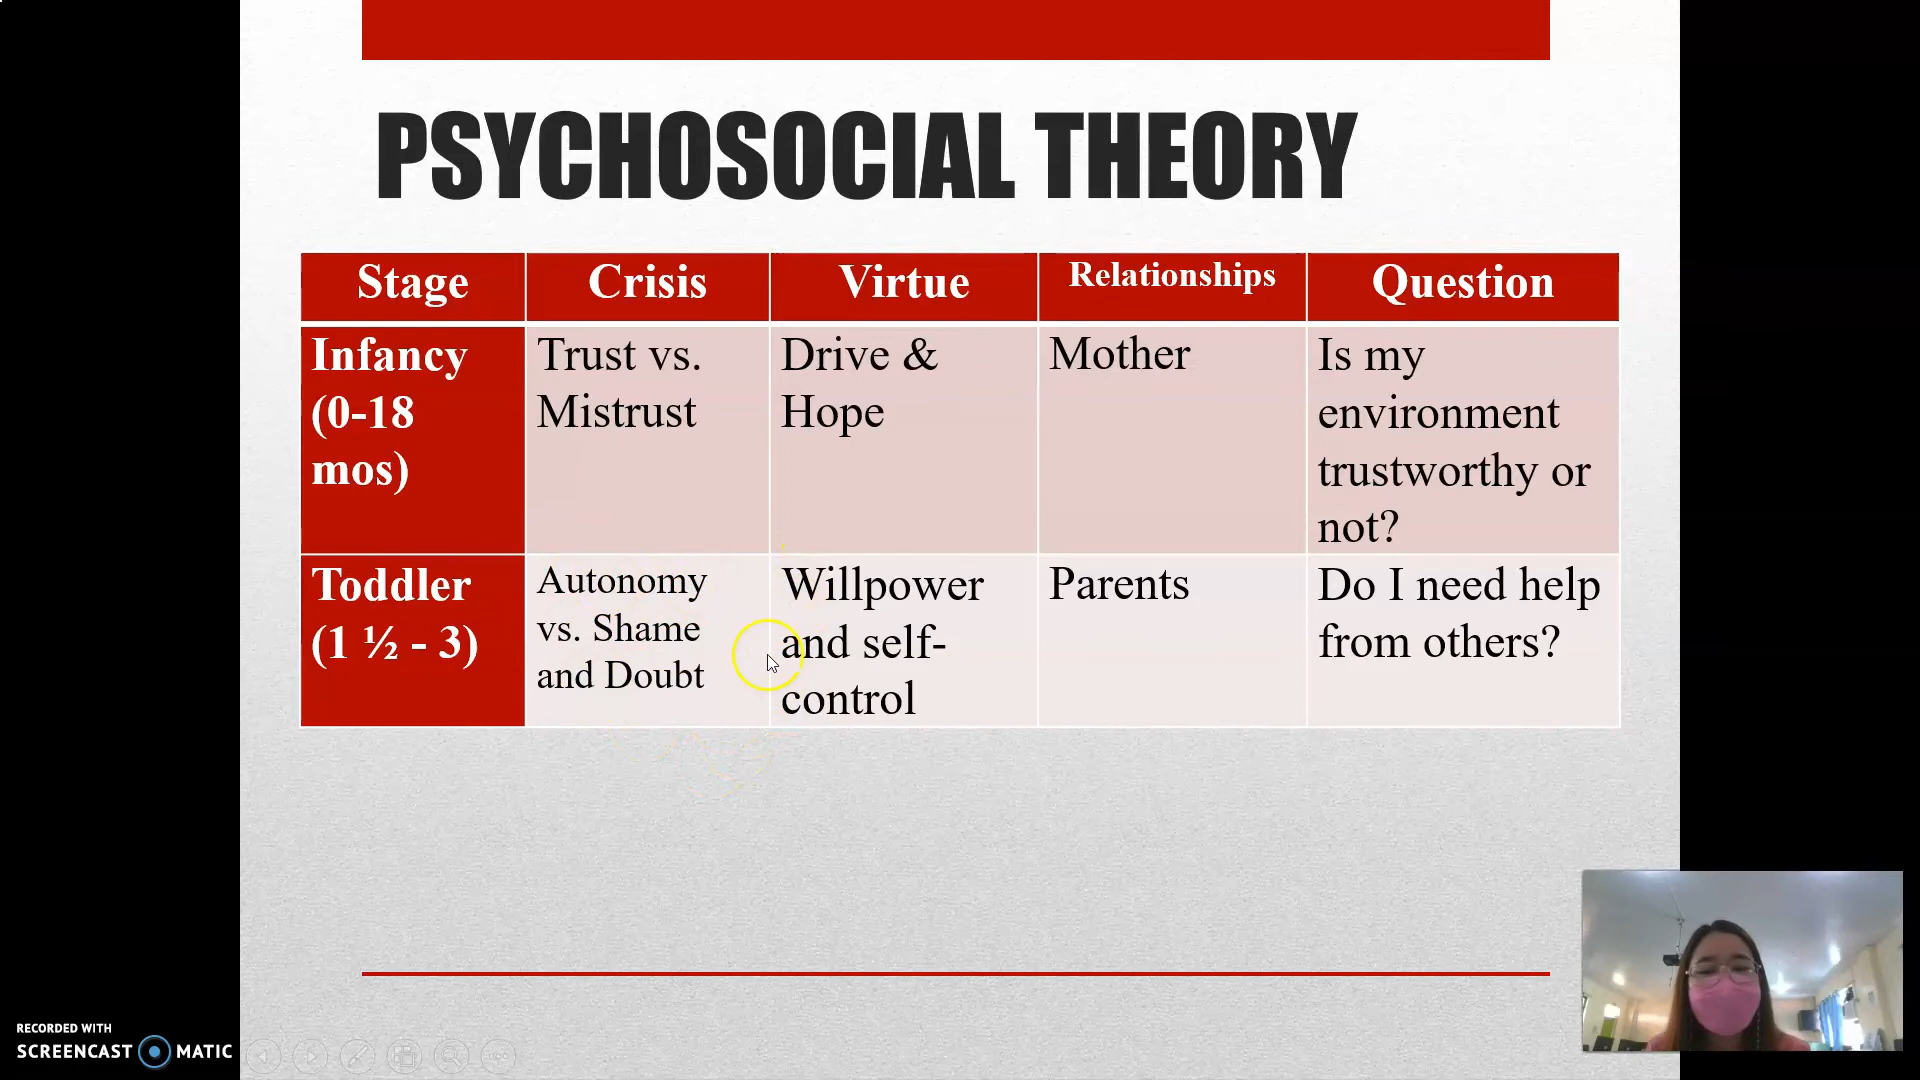 PSYCHOSOCIAL THEORY
Stage
Crisis
Virtue
Relationships
Question
Infancy
(0-18
mos)
Trust vs.
Mistrust
Drive &
Hope
Mother
Is my
environment
trustworthy or
not?
Toddler
(1 ½ - 3)
Autonomy
vs. Shame
and Doubt
Willpower
and self-
control
Parents
Do I need help
from others?
RECORDED WITH
SCREENCAST MATIC